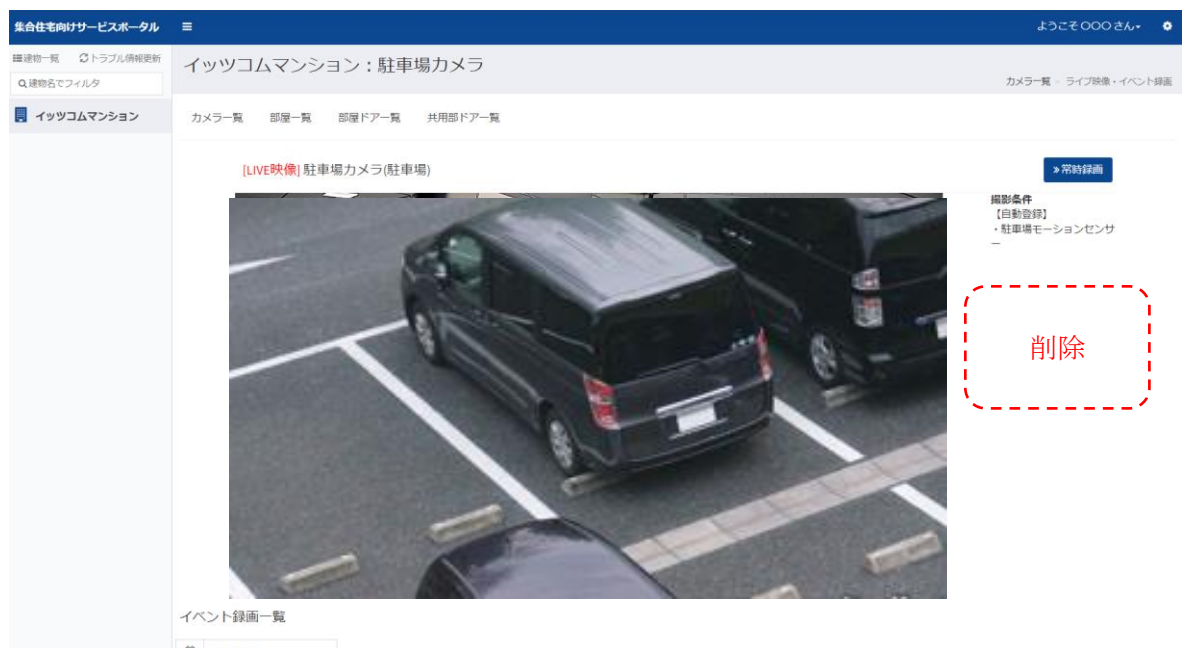 集合住宅向けサービスポータル
ようこそ〇〇〇さん
建物一覧 トラブル情報更新
建物名でフィルタ
イッツコムマンション
イッツコムマンション：駐車場カメラ
カメラ一覧 ライブ映像・イベント録画
カメラ一覧 部屋一覧 部屋ドア一覧 共用部ドア一覧
[LIVE映像] 駐車場カメラ(駐車場)
»常時録画
撮影条件
【自動登録】
・駐車場モーションセンサ
ー
削除
イベント録画一覧